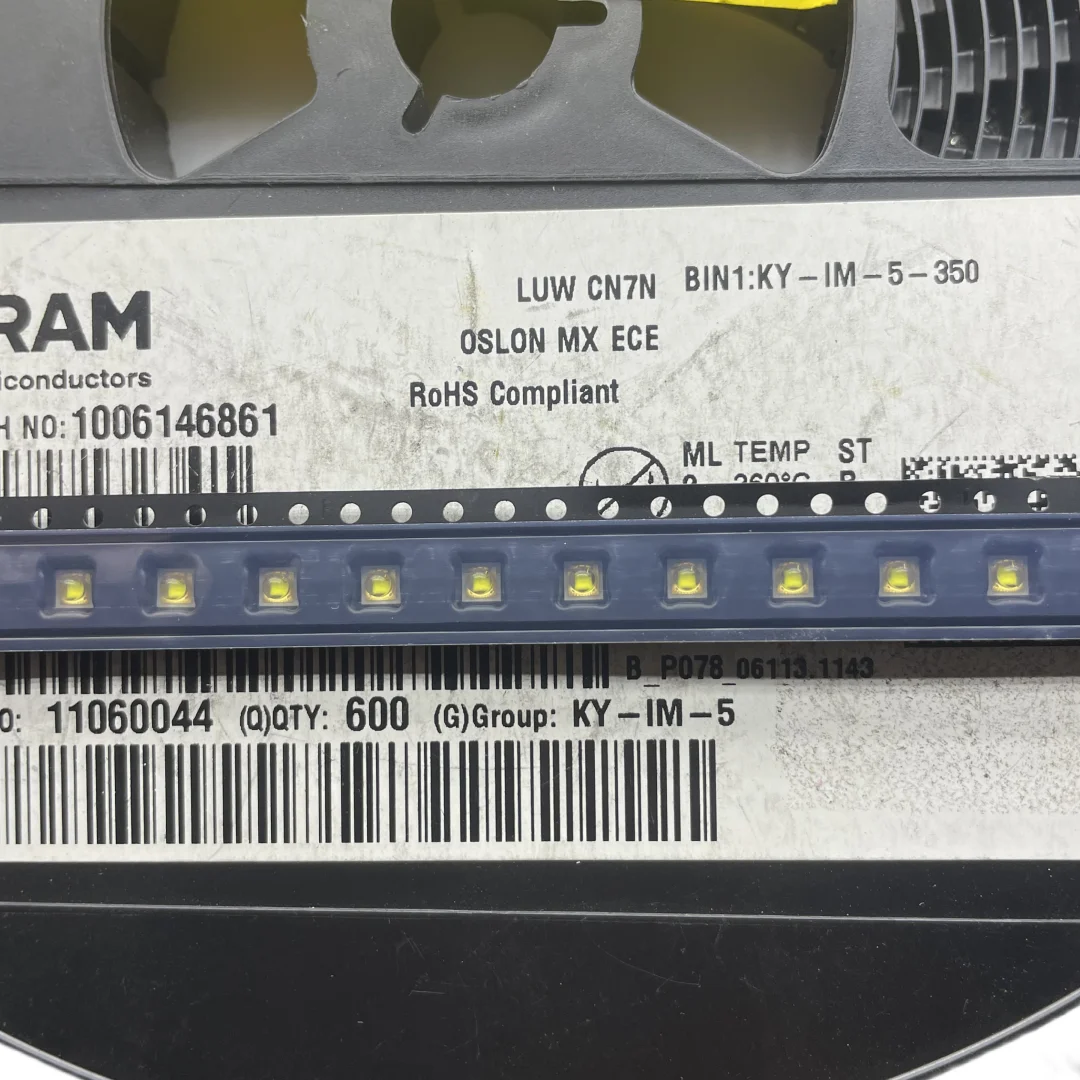 LUW CN7N BIN1:KY-IM-5-350
RAM
OSLON MX ECE
iconductors
RoHS Compliant
H NO:1006146861
ML TEMP ST
B_P078_06113.1143
O: 11060044 (Q)QTY: 600 (G)Group: KY-IM-5